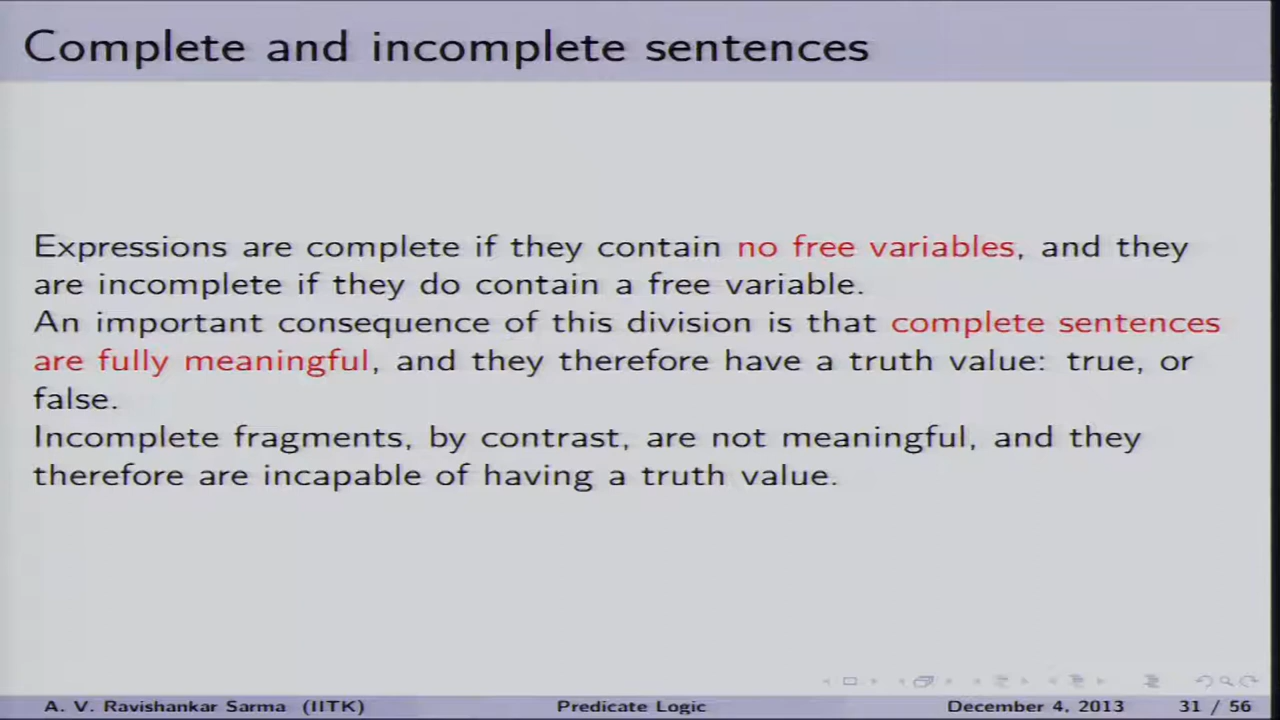 Complete and incomplete sentences
Expressions are complete if they contain no free variables, and they
are incomplete if they do contain a free variable.
An important consequence of this division is that complete sentences
are fully meaningful, and they therefore have a truth value: true, or
false.
Incomplete fragments, by contrast, are not meaningful, and they
therefore are incapable of having a truth value.
A. V. Ravishankar Sarma (IITK) Predicate Logic December 4, 2013 31 / 56